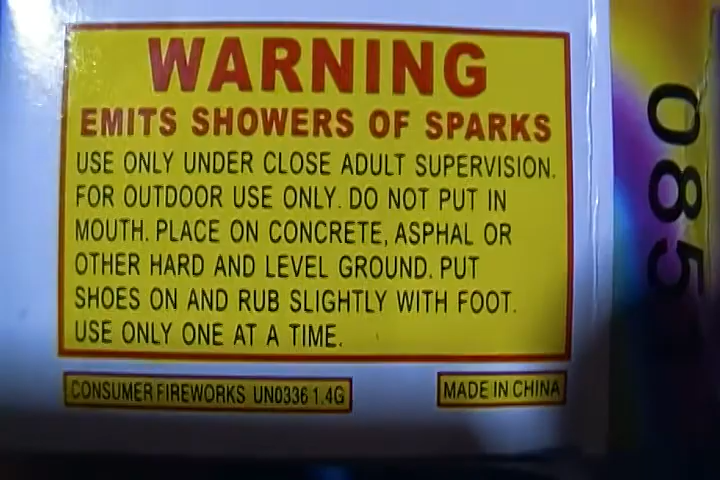 WARNING
EMITS SHOWERS OF SPARKS
USE ONLY UNDER CLOSE ADULT SUPERVISION.
FOR OUTDOOR USE ONLY. DO NOT PUT IN
MOUTH. PLACE ON CONCRETE, ASPHAL OR
OTHER HARD AND LEVEL GROUND. PUT
SHOES ON AND RUB SLIGHTLY WITH FOOT.
USE ONLY ONE AT A TIME.
CONSUMER FIREWORKS UN0336 1.4G
MADE IN CHINA
085